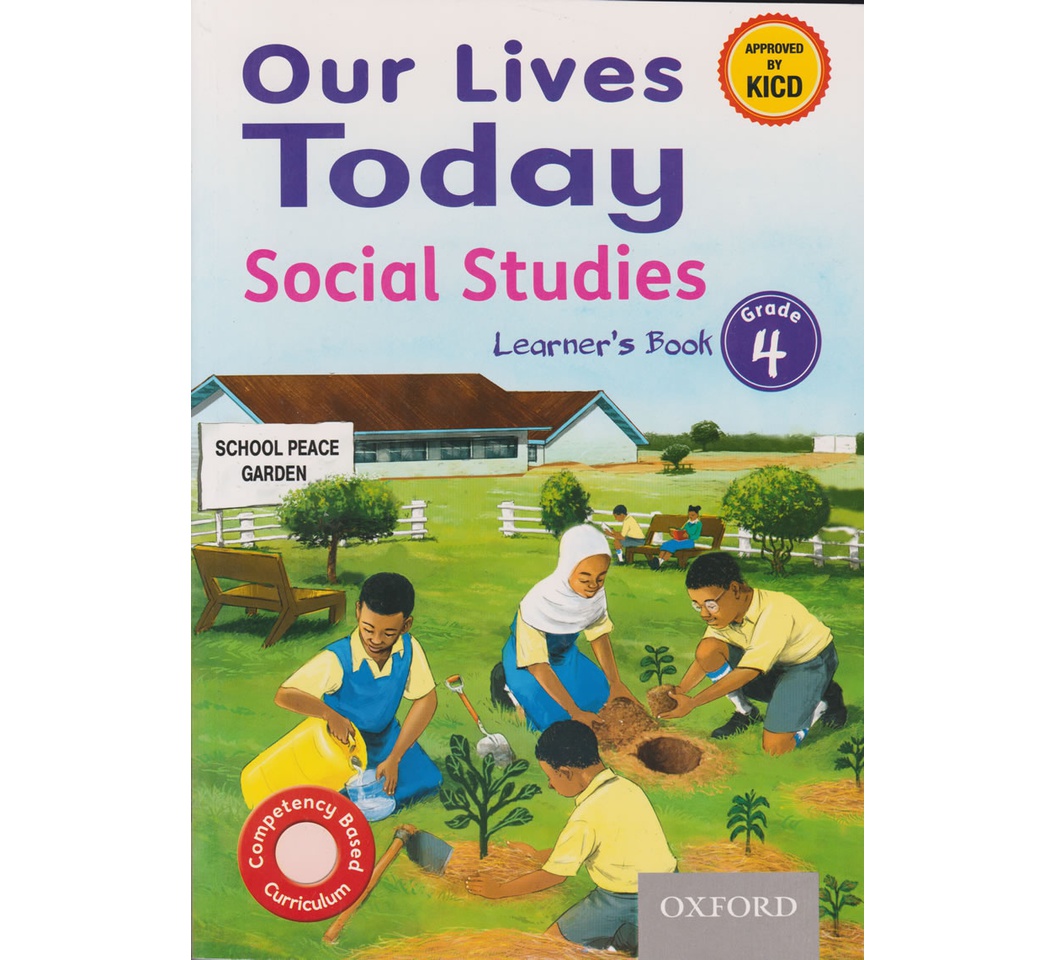 Our Lives
Today
Social Studies
Learner's Book
Grade
4
APPROVED
BY
KICD
SCHOOL PEACE
GARDEN
Competency Based
Curriculum
OXFORD